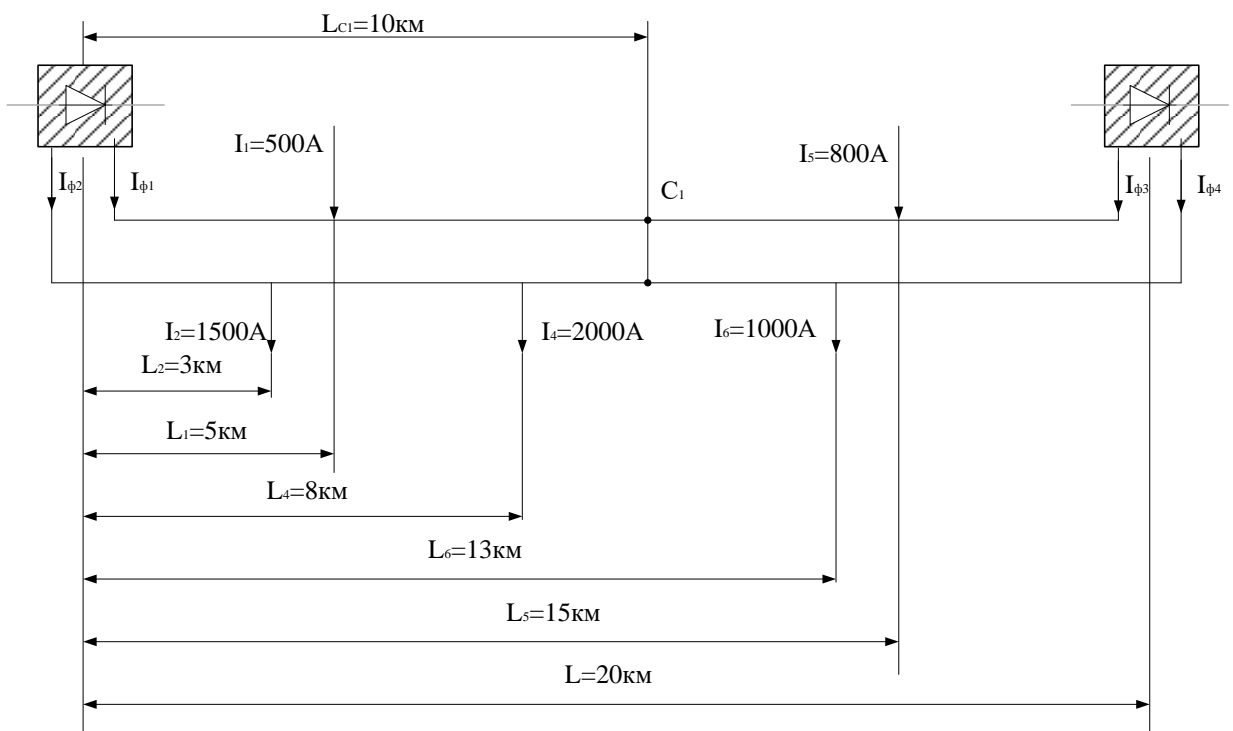 Lс1=10км
I1=500А
I5=800А
Iф2
Iф1
С1
Iф3
Iф4
I2=1500А
I4=2000А
I6=1000А
L2=3км
L1=5км
L4=8км
L6=13км
L5=15км
L=20км